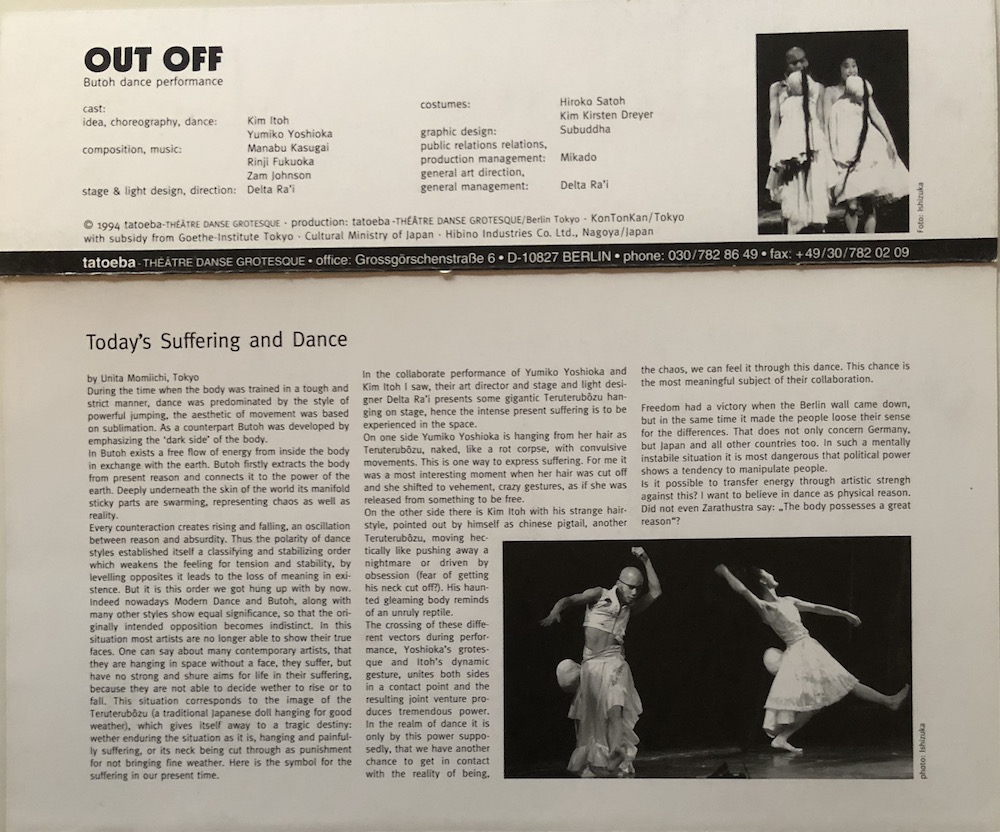 OUT OFF
Butoh dance performance
cast:
idea, choreography, dance: Kim Itoh
Yumiko Yoshioka
composition, music: Manabu Kasugai
Rinji Fukuoka
Zam Johnson
stage & light design, direction: Delta Ra'i
costumes: Hiroko Satoh
Kim Kirsten Dreyer
graphic design: Subuddha
public relations relations,
production management: Mikado
general art direction,
general management: Delta Ra'i
Foto: Ishizuka
© 1994 tatoeba-THÉÂTRE DANSE GROTESQUE · production: tatoeba-THÉÂTRE DANSE GROTESQUE/Berlin Tokyo · KonTonKan/Tokyo
with subsidy from Goethe-Institute Tokyo · Cultural Ministry of Japan · Hibino Industries Co. Ltd., Nagoya/Japan
tatoeba-THÉÂTRE DANSE GROTESQUE • office: Grossgörschenstraße 6 • D-10827 BERLIN • phone: 030/782 86 49 • fax: +49/30/782 02 09
Today's Suffering and Dance
by Unita Momiichi, Tokyo
During the time when the body was trained in a tough and
strict manner, dance was predominated by the style of
powerful jumping, the aesthetic of movement was based
on sublimation. As a counterpart Butoh was developed by
emphasizing the 'dark side' of the body.
In Butoh exists a free flow of energy from inside the body
in exchange with the earth. Butoh firstly extracts the body
from present reason and connects it to the power of the
earth. Deeply underneath the skin of the world its manifold
sticky parts are swarming, representing chaos as well as
reality.
Every counteraction creates rising and falling, an oscillation
between reason and absurdity. Thus the polarity of dance
styles established itself a classifying and stabilizing order
which weakens the feeling for tension and stability, by
levelling opposites it leads to the loss of meaning in exi-
stence. But it is this order we got hung up with by now.
Indeed nowadays Modern Dance and Butoh, along with
many other styles show equal significance, so that the ori-
ginally intended opposition becomes indistinct. In this
situation most artists are no longer able to show their true
faces. One can say about many contemporary artists, that
they are hanging in space without a face, they suffer, but
have no strong and shure aims for life in their suffering,
because they are not able to decide wether to rise or to
fall. This situation corresponds to the image of the
Teruterubôzu (a traditional Japanese doll hanging for good
weather), which gives itself away to a tragic destiny:
wether enduring the situation as it is, hanging and painful-
ly suffering, or its neck being cut through as punishment
for not bringing fine weather. Here is the symbol for the
suffering in our present time.
In the collaborate performance of Yumiko Yoshioka and
Kim Itoh I saw, their art director and stage and light desi-
gner Delta Ra'i presents some gigantic Teruterubôzu han-
ging on stage, hence the intense present suffering is to be
experienced in the space.
On one side Yumiko Yoshioka is hanging from her hair as
Teruterubôzu, naked, like a rot corpse, with convulsive
movements. This is one way to express suffering. For me it
was a most interesting moment when her hair was cut off
and she shifted to vehement, crazy gestures, as if she was
released from something to be free.
On the other side there is Kim Itoh with his strange hair-
style, pointed out by himself as chinese pigtail, another
Teruterubôzu, moving hec-
tically like pushing away a
nightmare or driven by
obsession (fear of getting
his neck cut off?). His haun-
ted gleaming body reminds
of an unruly reptile.
The crossing of these diffe-
rent vectors during perfor-
mance, Yoshioka's grotes-
que and Itoh's dynamic
gesture, unites both sides
in a contact point and the
resulting joint venture pro-
duces tremendous power.
In the realm of dance it is
only by this power suppo-
sedly, that we have another
chance to get in contact
with the reality of being,
the chaos, we can feel it through this dance. This chance is
the most meaningful subject of their collaboration.
Freedom had a victory when the Berlin wall came down,
but in the same time it made the people loose their sense
for the differences. That does not only concern Germany,
but Japan and all other countries too. In such a mentally
instabile situation it is most dangerous that political power
shows a tendency to manipulate people.
Is it possible to transfer energy through artistic strengh
against this? I want to believe in dance as physical reason.
Did not even Zarathustra say: „The body possesses a great
reason"?
photo: Ishizuka